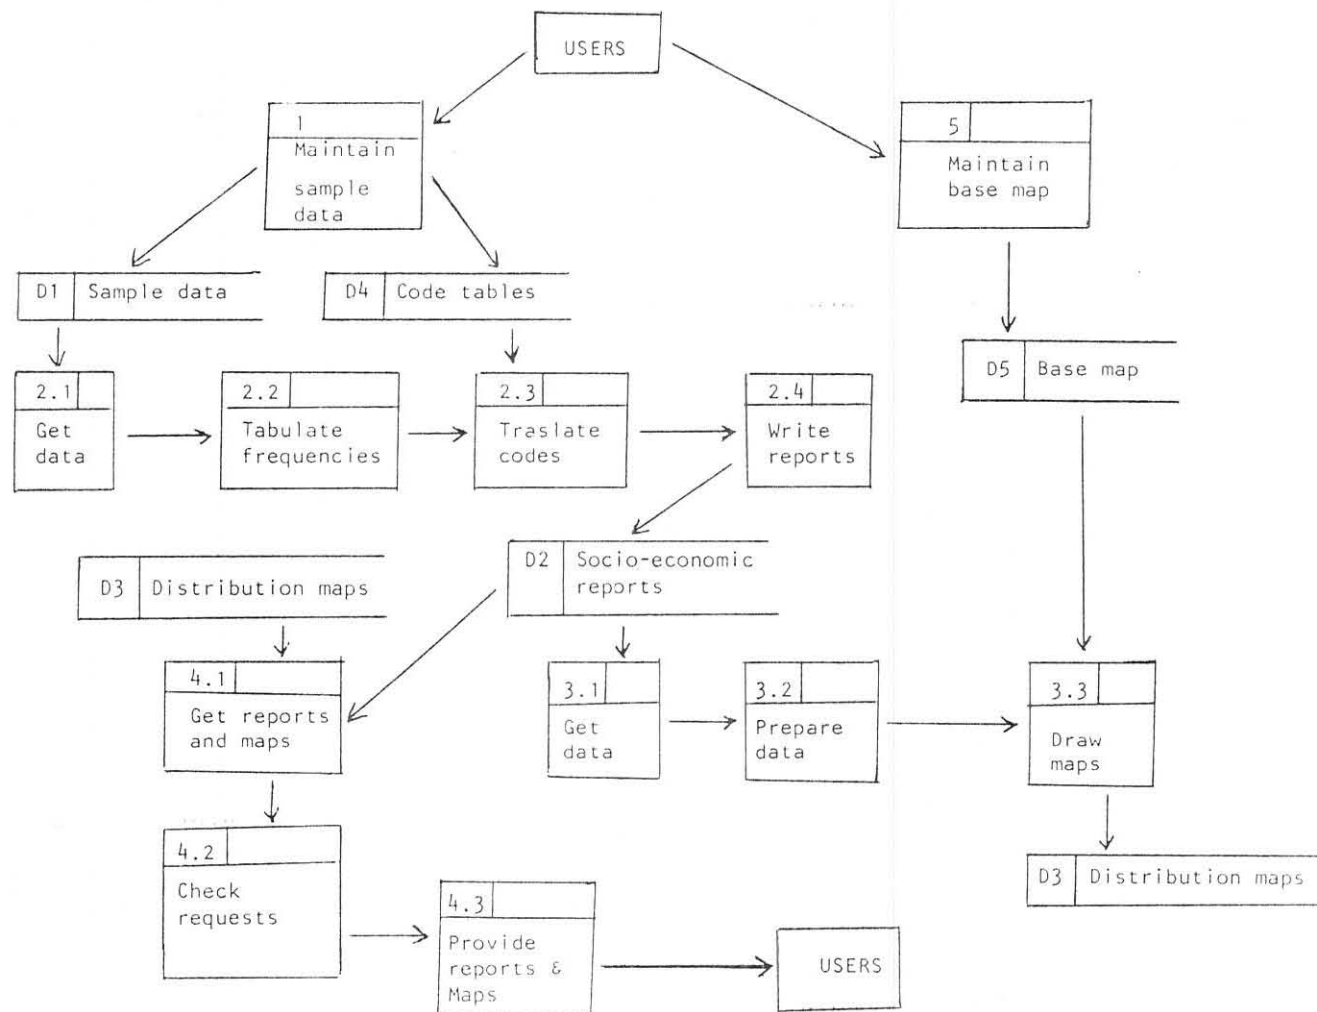 USERS
1
Maintain
sample
data
5
Maintain
base map
D1 Sample data
D4 Code tables
D5 Base map
2.1
Get
data
2.2
Tabulate
frequencies
2.3
Traslate
codes
2.4
Write
reports
D3 Distribution maps
D2 Socio-economic
reports
4.1
Get reports
and maps
3.1
Get
data
3.2
Prepare
data
3.3
Draw
maps
4.2
Check
requests
4.3
Provide
reports &
Maps
USERS
D3 Distribution maps